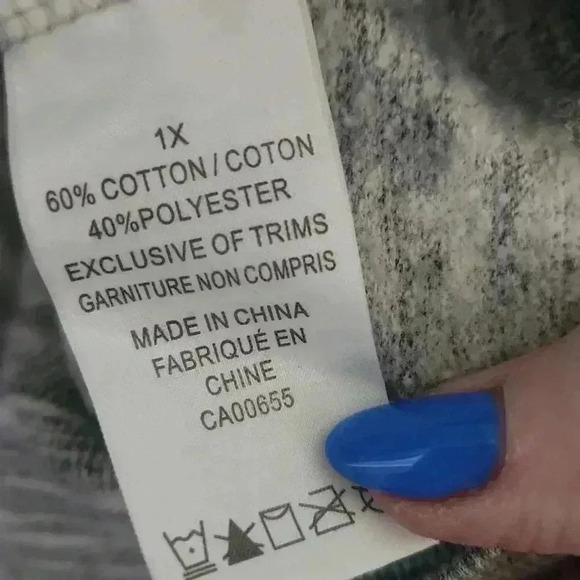 1X
60% COTTON / COTON
40%POLYESTER
EXCLUSIVE OF TRIMS
GARNITURE NON COMPRIS
MADE IN CHINA
FABRIQUÉ EN
CHINE
CA00655